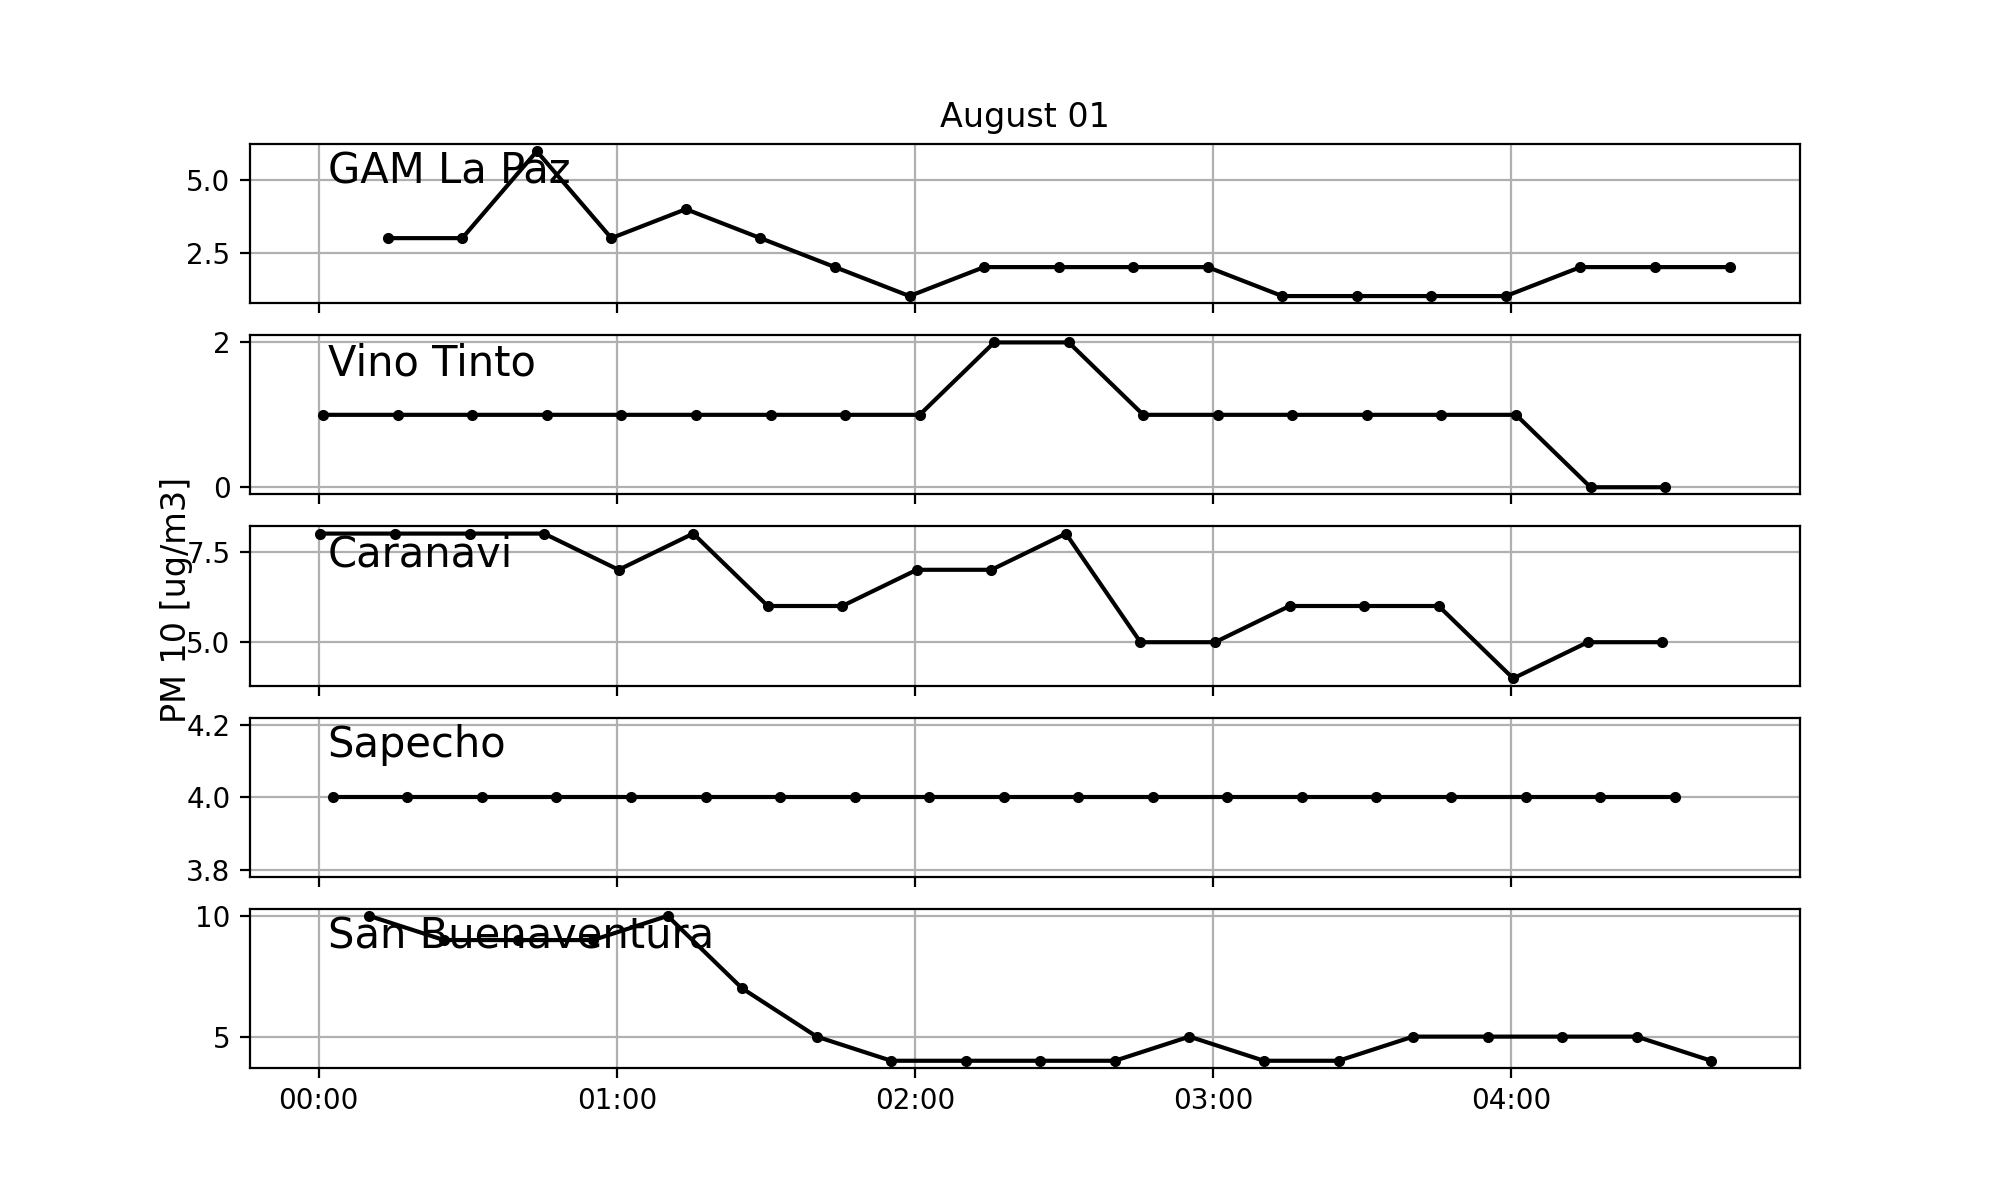 August 01
GAM La Paz
5.0
2.5
Vino Tinto
2
0
PM 10 [ug/m3]
Caranavi
7.5
5.0
Sapecho
4.2
4.0
3.8
San Buenaventura
10
5
00:00 01:00 02:00 03:00 04:00